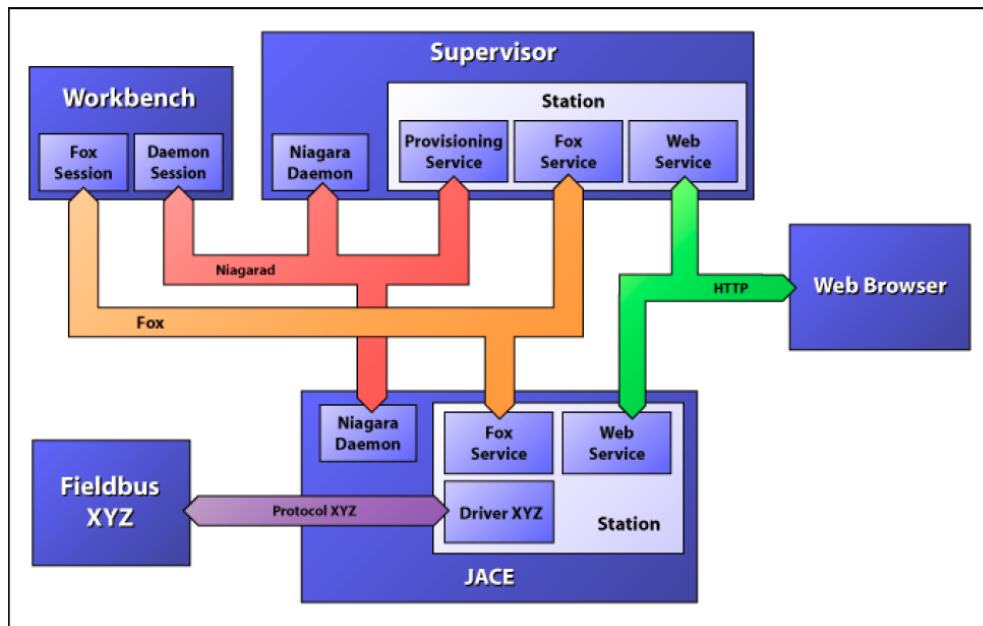 Supervisor
Workbench
Station
Fox
Session
Daemon
Session
Niagara
Daemon
Provisioning
Service
Fox
Service
Web
Service
Niagarad
HTTP
Web Browser
Fox
Niagara
Daemon
Fox
Service
Web
Service
Fieldbus
XYZ
Protocol XYZ
Driver XYZ
Station
JACE